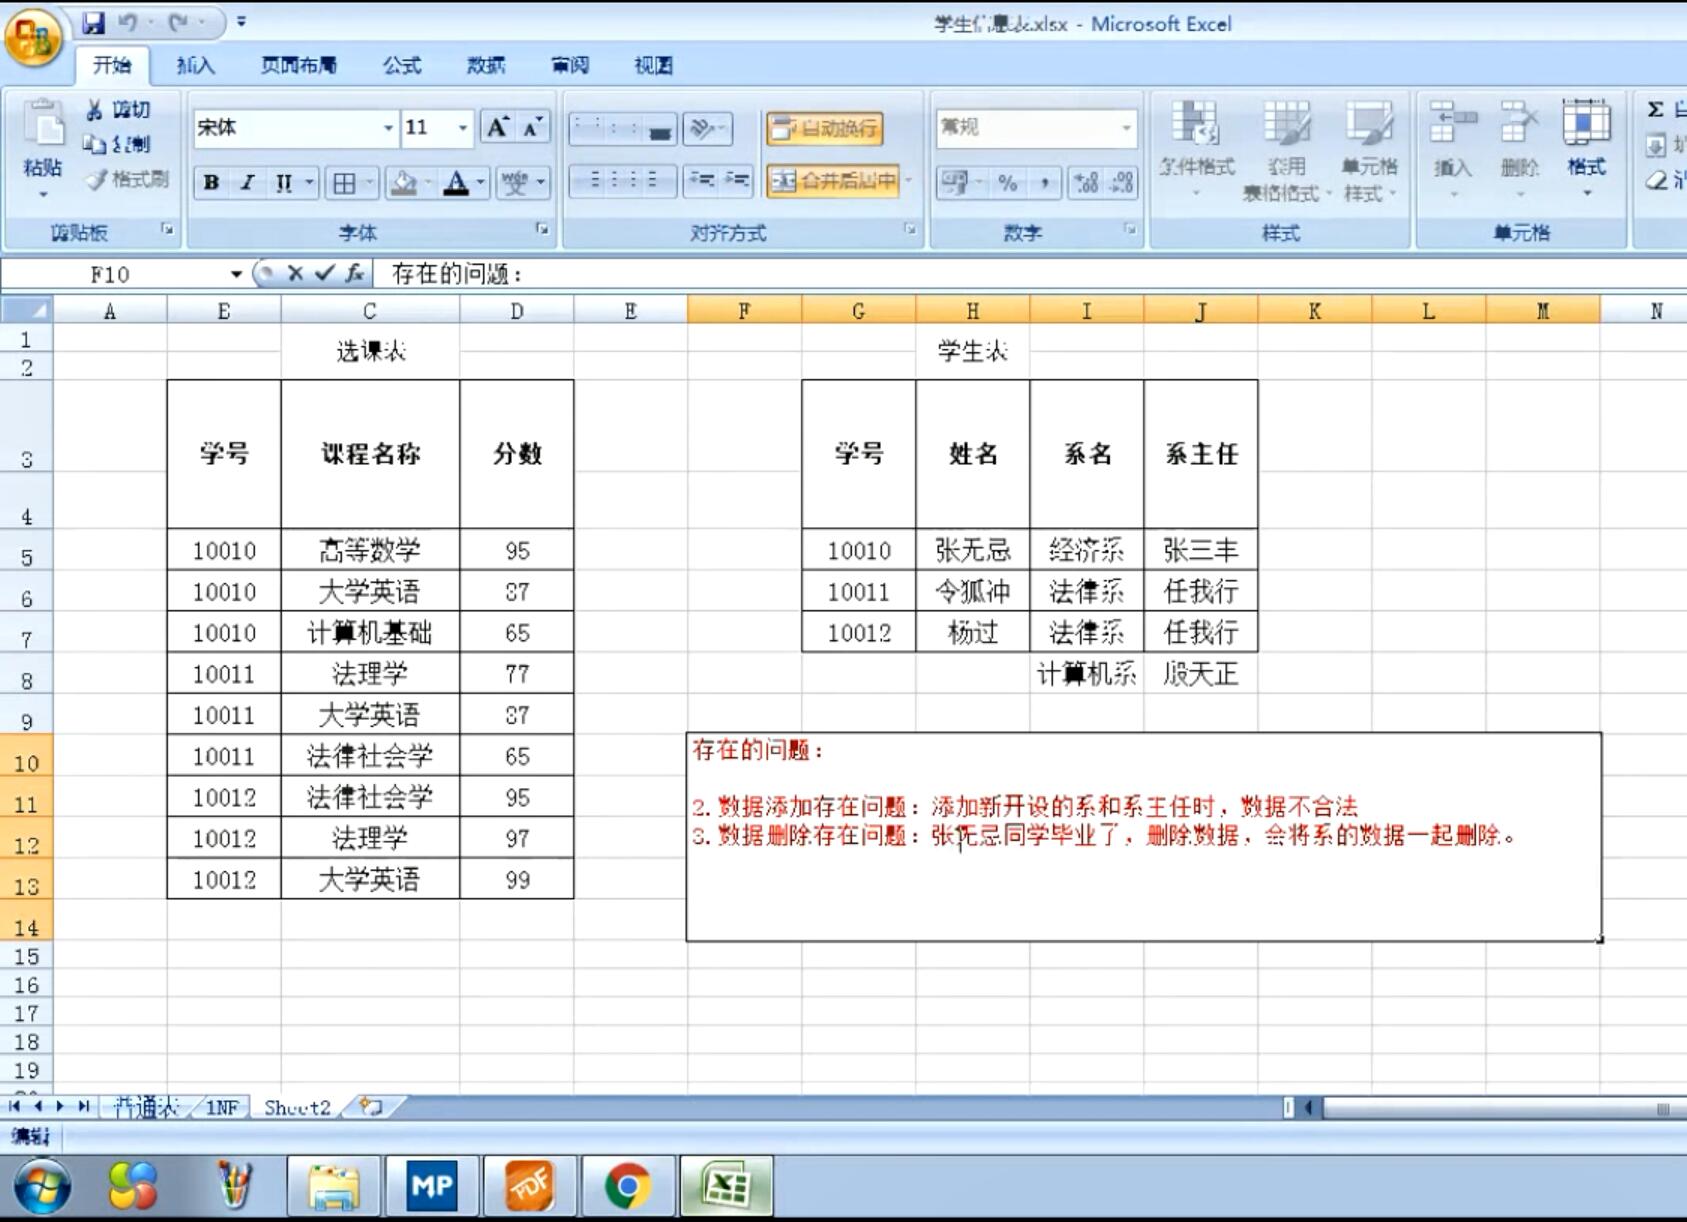 学生信息表.xlsx - Microsoft Excel
开始 插入 页面布局 公式 数据 审阅 视图
剪切
复制
格式刷
粘贴
宋体 11
自动换行
合并后居中
常规
条件格式 套用 表格格式 单元格 样式
插入 删除 格式
剪贴板 字体 对齐方式 数字 样式 单元格
F10 存在的问题：
A C D E F G H I J K L M N
选课表
学号 课程名称 分数
10010 高等数学 95
10010 大学英语 87
10010 计算机基础 65
10011 法理学 77
10011 大学英语 87
10011 法律社会学 65
10012 法律社会学 95
10012 法理学 97
10012 大学英语 99
学生表
学号 姓名 系名 系主任
10010 张无忌 经济系 张三丰
10011 令狐冲 法律系 任我行
10012 杨过 法律系 任我行
计算机系 殷天正
存在的问题：
2.数据添加存在问题：添加新开设的系和系主任时，数据不合法
3.数据删除存在问题：张无忌同学毕业了，删除数据，会将系的数据一起删除。
1
2
3
4
5
6
7
8
9
10
11
12
13
14
15
16
17
18
19
普通表 1NF Sheet2
编辑
MP
PDF